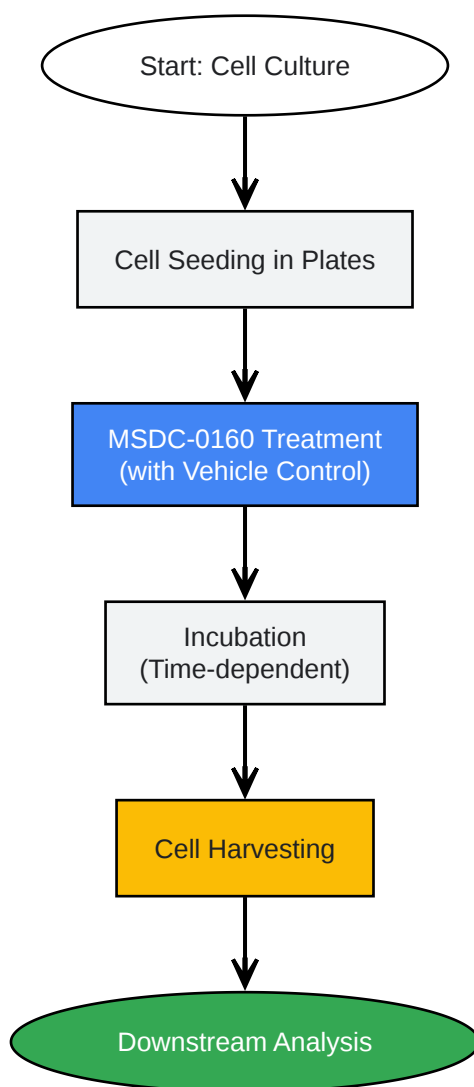 Start: Cell Culture
Cell Seeding in Plates
MSDC-0160 Treatment
(with Vehicle Control)
Incubation
(Time-dependent)
Cell Harvesting
Downstream Analysis